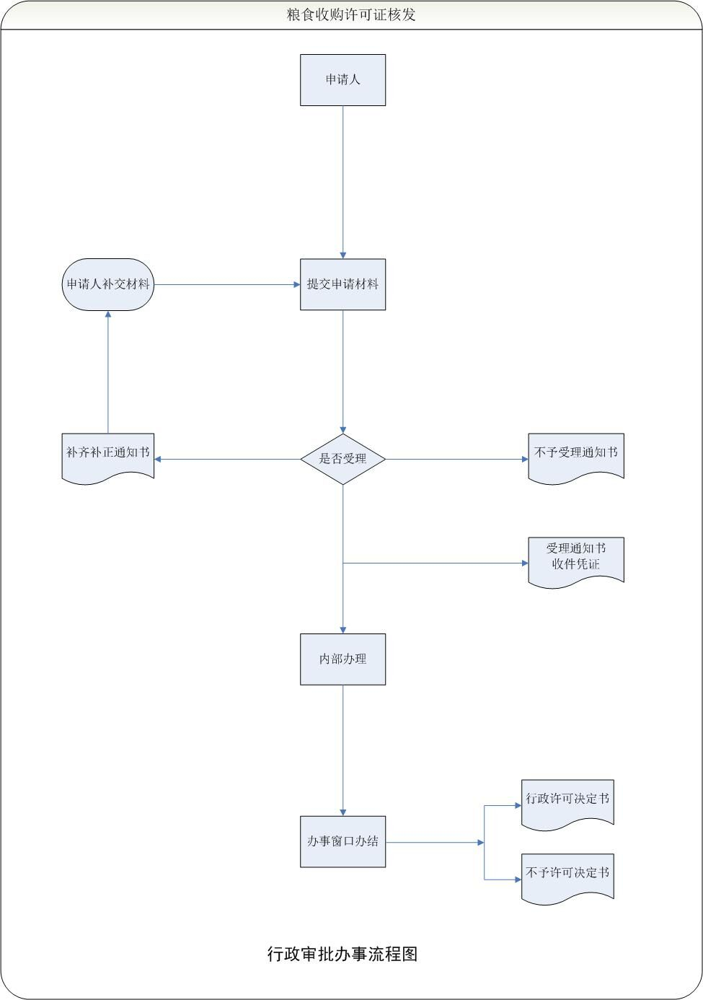 粮食收购许可证核发
申请人
申请人补交材料
提交申请材料
补齐补正通知书
是否受理
不予受理通知书
受理通知书
收件凭证
内部办理
行政许可决定书
办事窗口办结
不予许可决定书
行政审批办事流程图